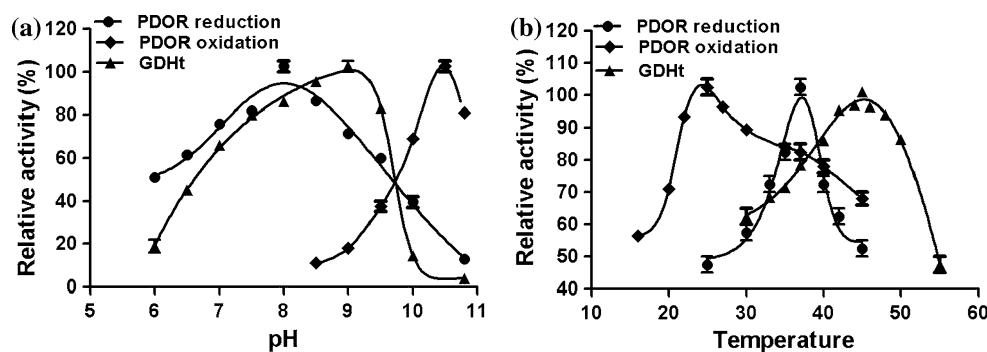 (a)
PDOR reduction
PDOR oxidation
GDHt
Relative activity (%)
120
100
80
60
40
20
0
5 6 7 8 9 10 11
pH
(b)
PDOR reduction
PDOR oxidation
GDHt
Relative activity (%)
120
110
100
90
80
70
60
50
40
10 20 30 40 50 60
Temperature